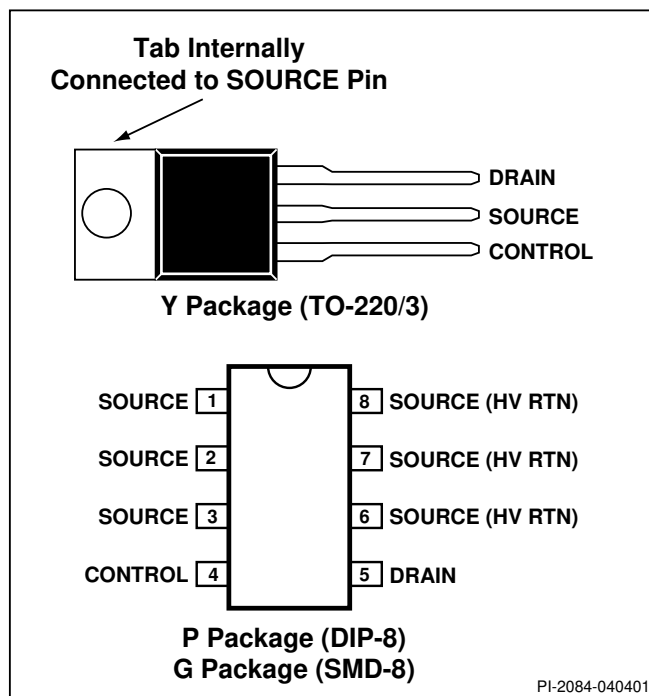 Tab Internally
Connected to SOURCE Pin
DRAIN
SOURCE
CONTROL
Y Package (TO-220/3)
SOURCE 1 8 SOURCE (HV RTN)
SOURCE 2 7 SOURCE (HV RTN)
SOURCE 3 6 SOURCE (HV RTN)
CONTROL 4 5 DRAIN
P Package (DIP-8)
G Package (SMD-8)
PI-2084-040401